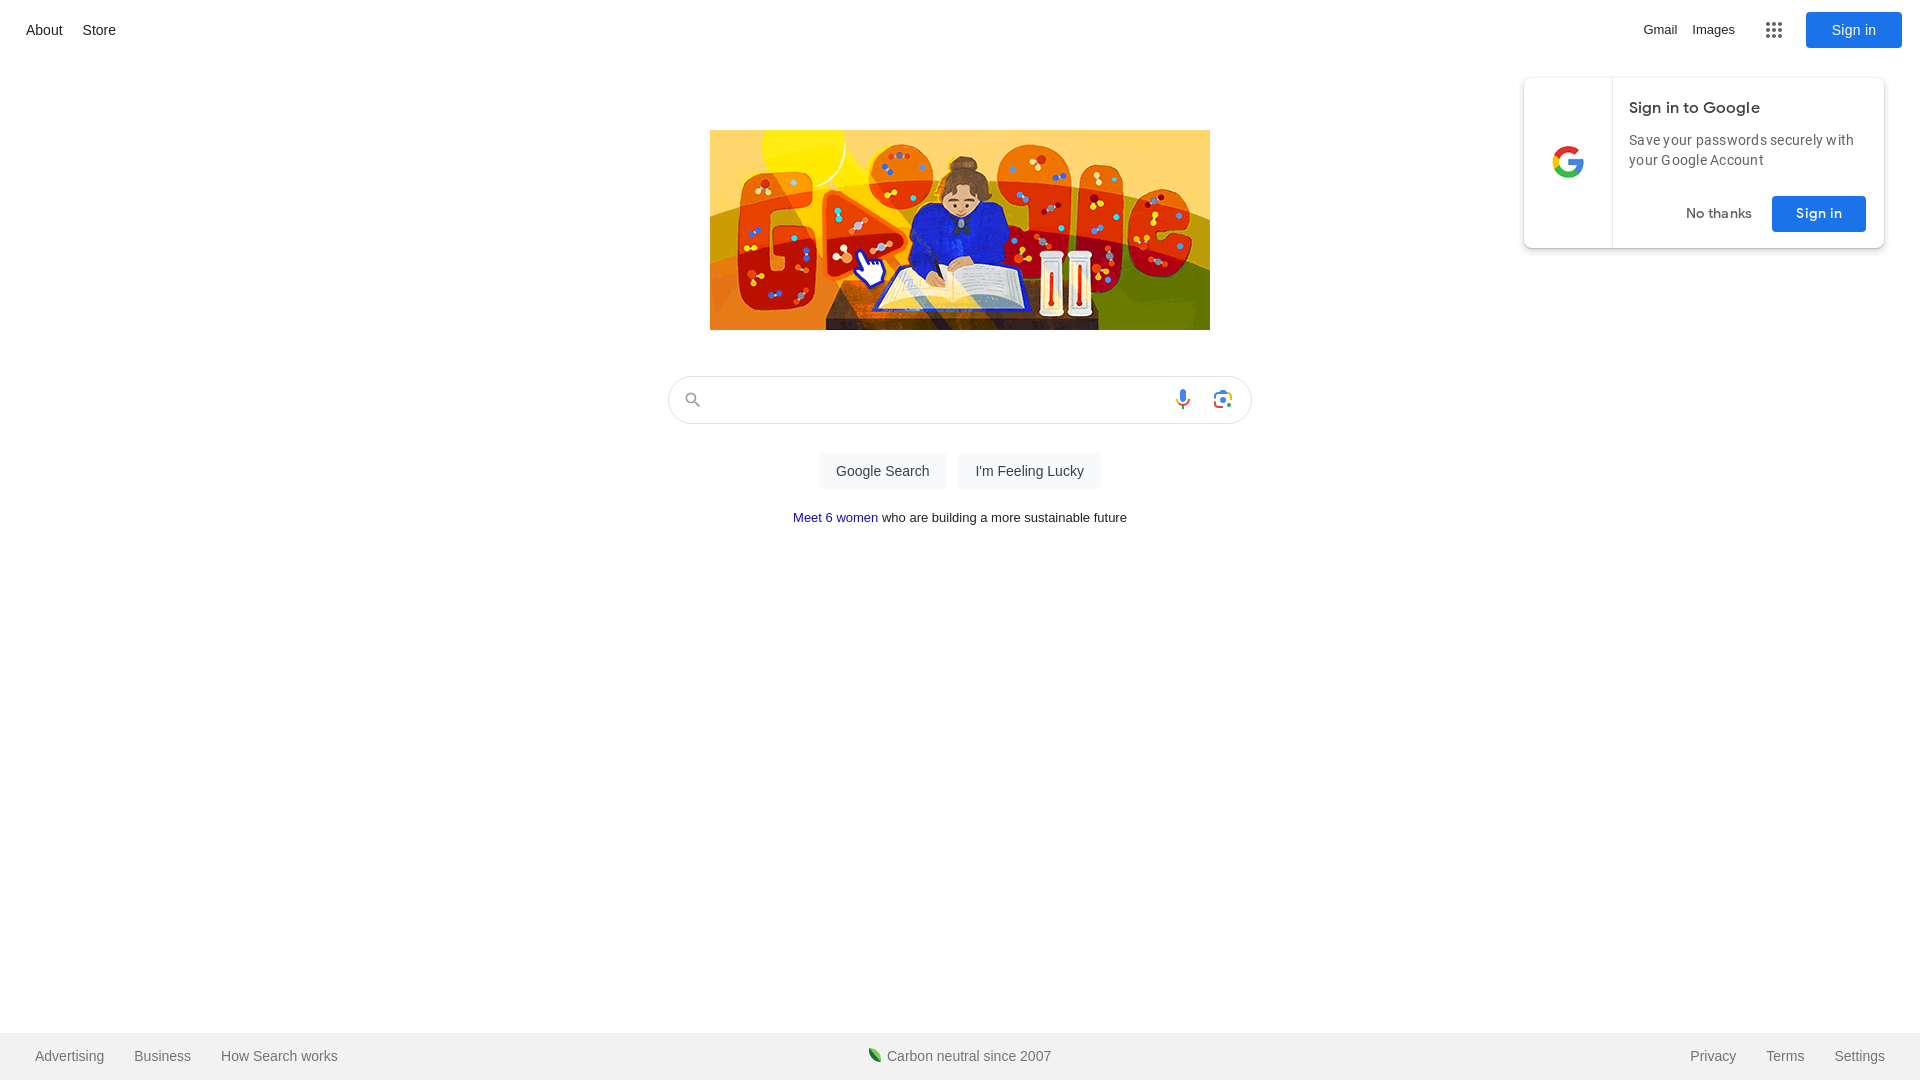 About Store
Gmail Images Sign in
Sign in to Google
Save your passwords securely with
your Google Account
No thanks Sign in
Google Search I'm Feeling Lucky
Meet 6 women who are building a more sustainable future
Advertising Business How Search works
Carbon neutral since 2007
Privacy Terms Settings